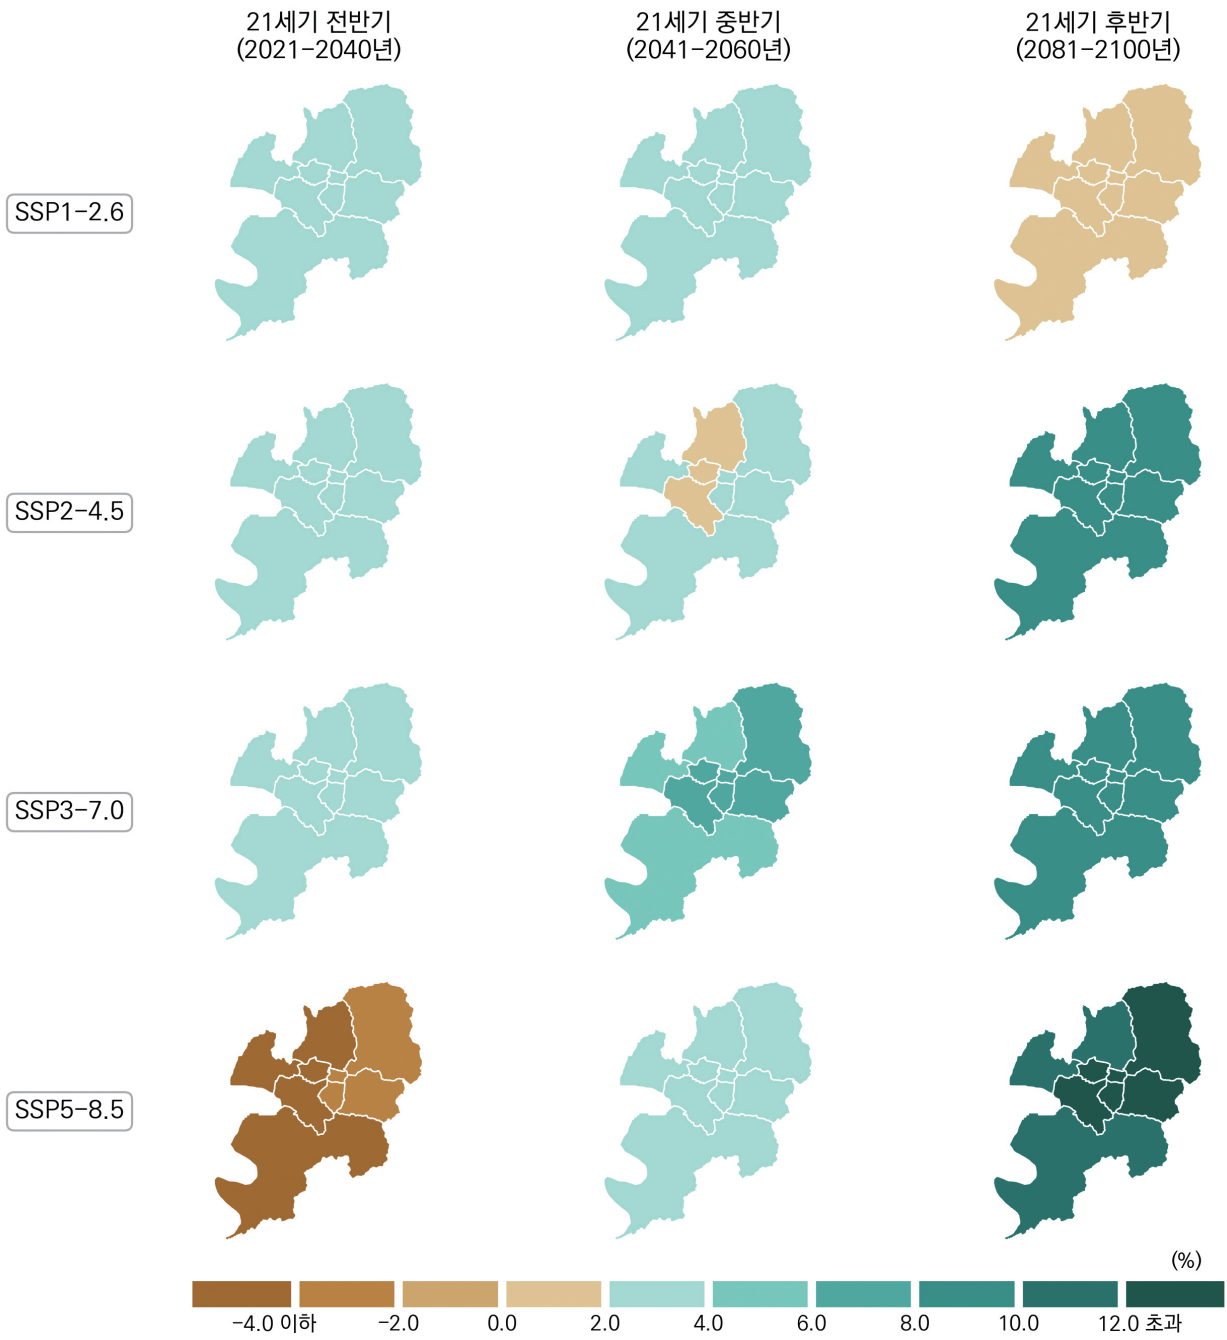 21세기 전반기
(2021-2040년)
21세기 중반기
(2041-2060년)
21세기 후반기
(2081-2100년)
SSP1-2.6
SSP2-4.5
SSP3-7.0
SSP5-8.5
(%)
-4.0 이하 -2.0 0.0 2.0 4.0 6.0 8.0 10.0 12.0 초과